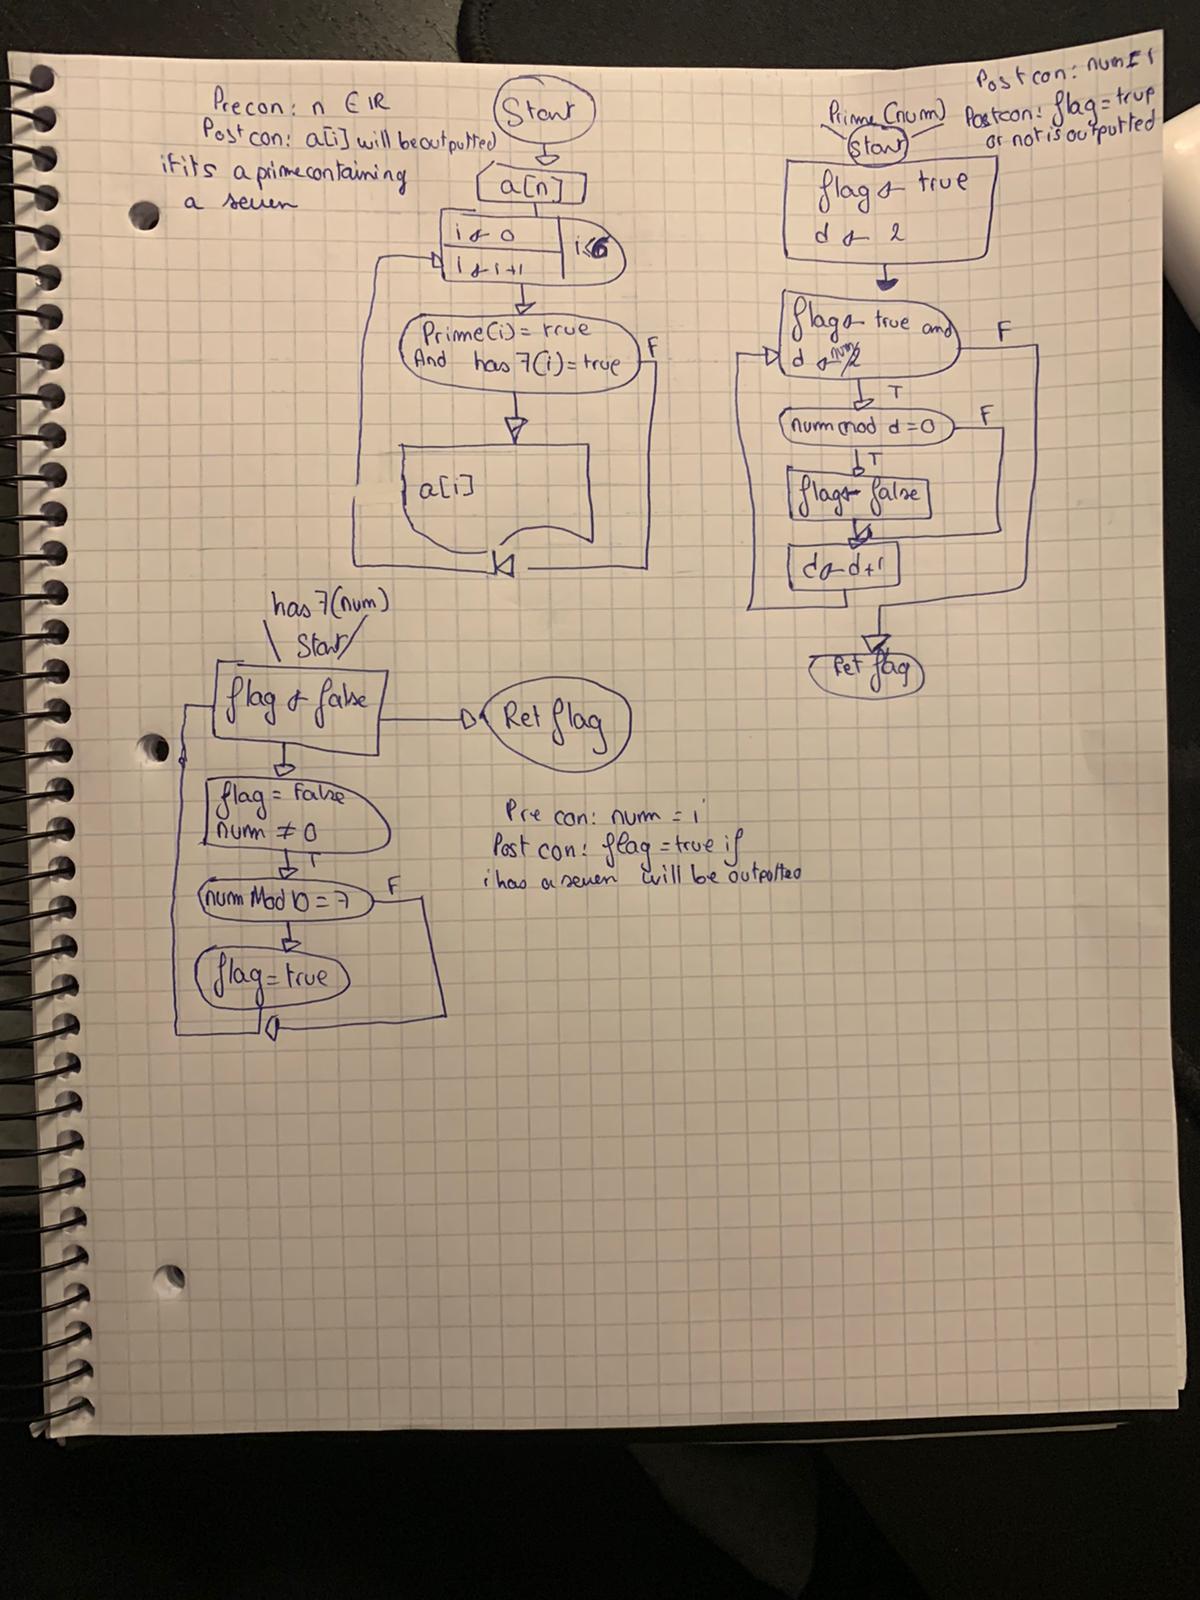 Precon: n ∈ IR
Post con: a[i] will be outputted
if its a prime containing
a seven
Start
a[n]
i ← 0
i ← i+1
i<6
Prime(i) = true
And has 7(i) = true
F
a[i]
Prime (num)
Start
Post con: num = i
Postcon: flag = true
or not is outputted
flag ← true
d ← 2
flag ← true and
d ← num/2
F
T
num mod d = 0
F
T
flag ← false
d ← d+1
Ret flag
has 7(num)
Start
flag ← false
Ret flag
flag = False
num ≠ 0
T
num Mod 10 = 7
F
flag = true
Pre con: num = i
Post con: flag = true if
i has a seven will be outputted